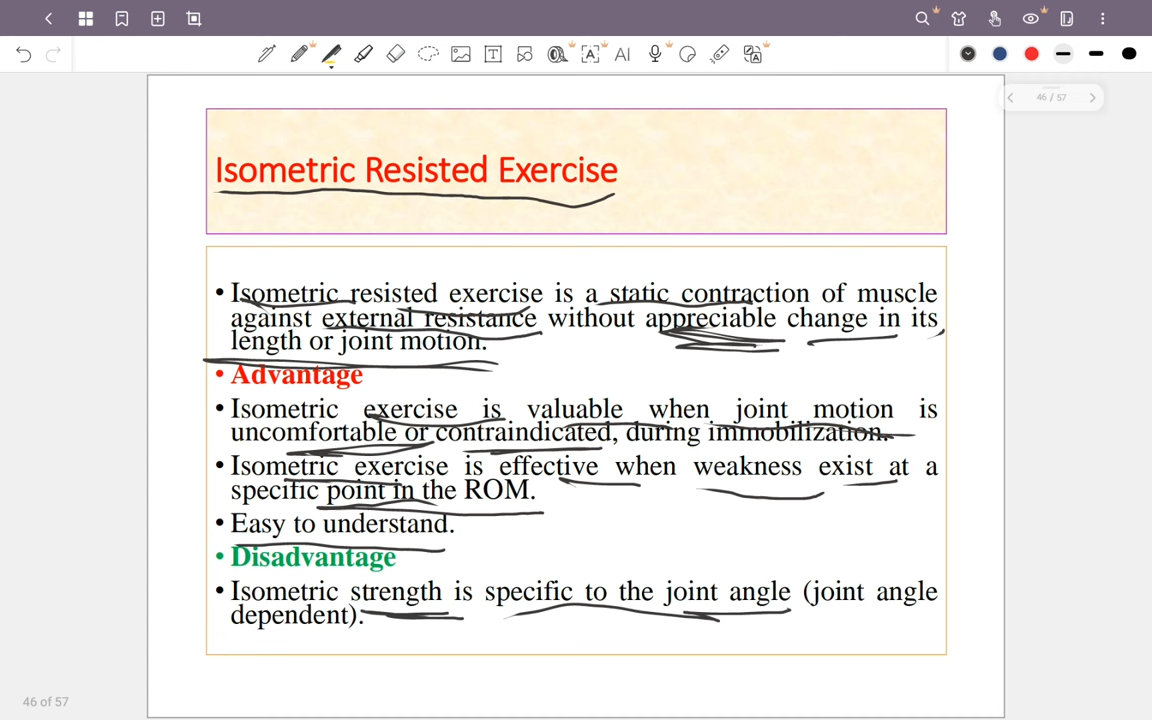 AI
46 / 57
Isometric Resisted Exercise
• Isometric resisted exercise is a static contraction of muscle
against external resistance without appreciable change in its
length or joint motion.
• Advantage
• Isometric exercise is valuable when joint motion is
uncomfortable or contraindicated, during immobilization.
• Isometric exercise is effective when weakness exist at a
specific point in the ROM.
• Easy to understand.
• Disadvantage
• Isometric strength is specific to the joint angle (joint angle
dependent).
46 of 57